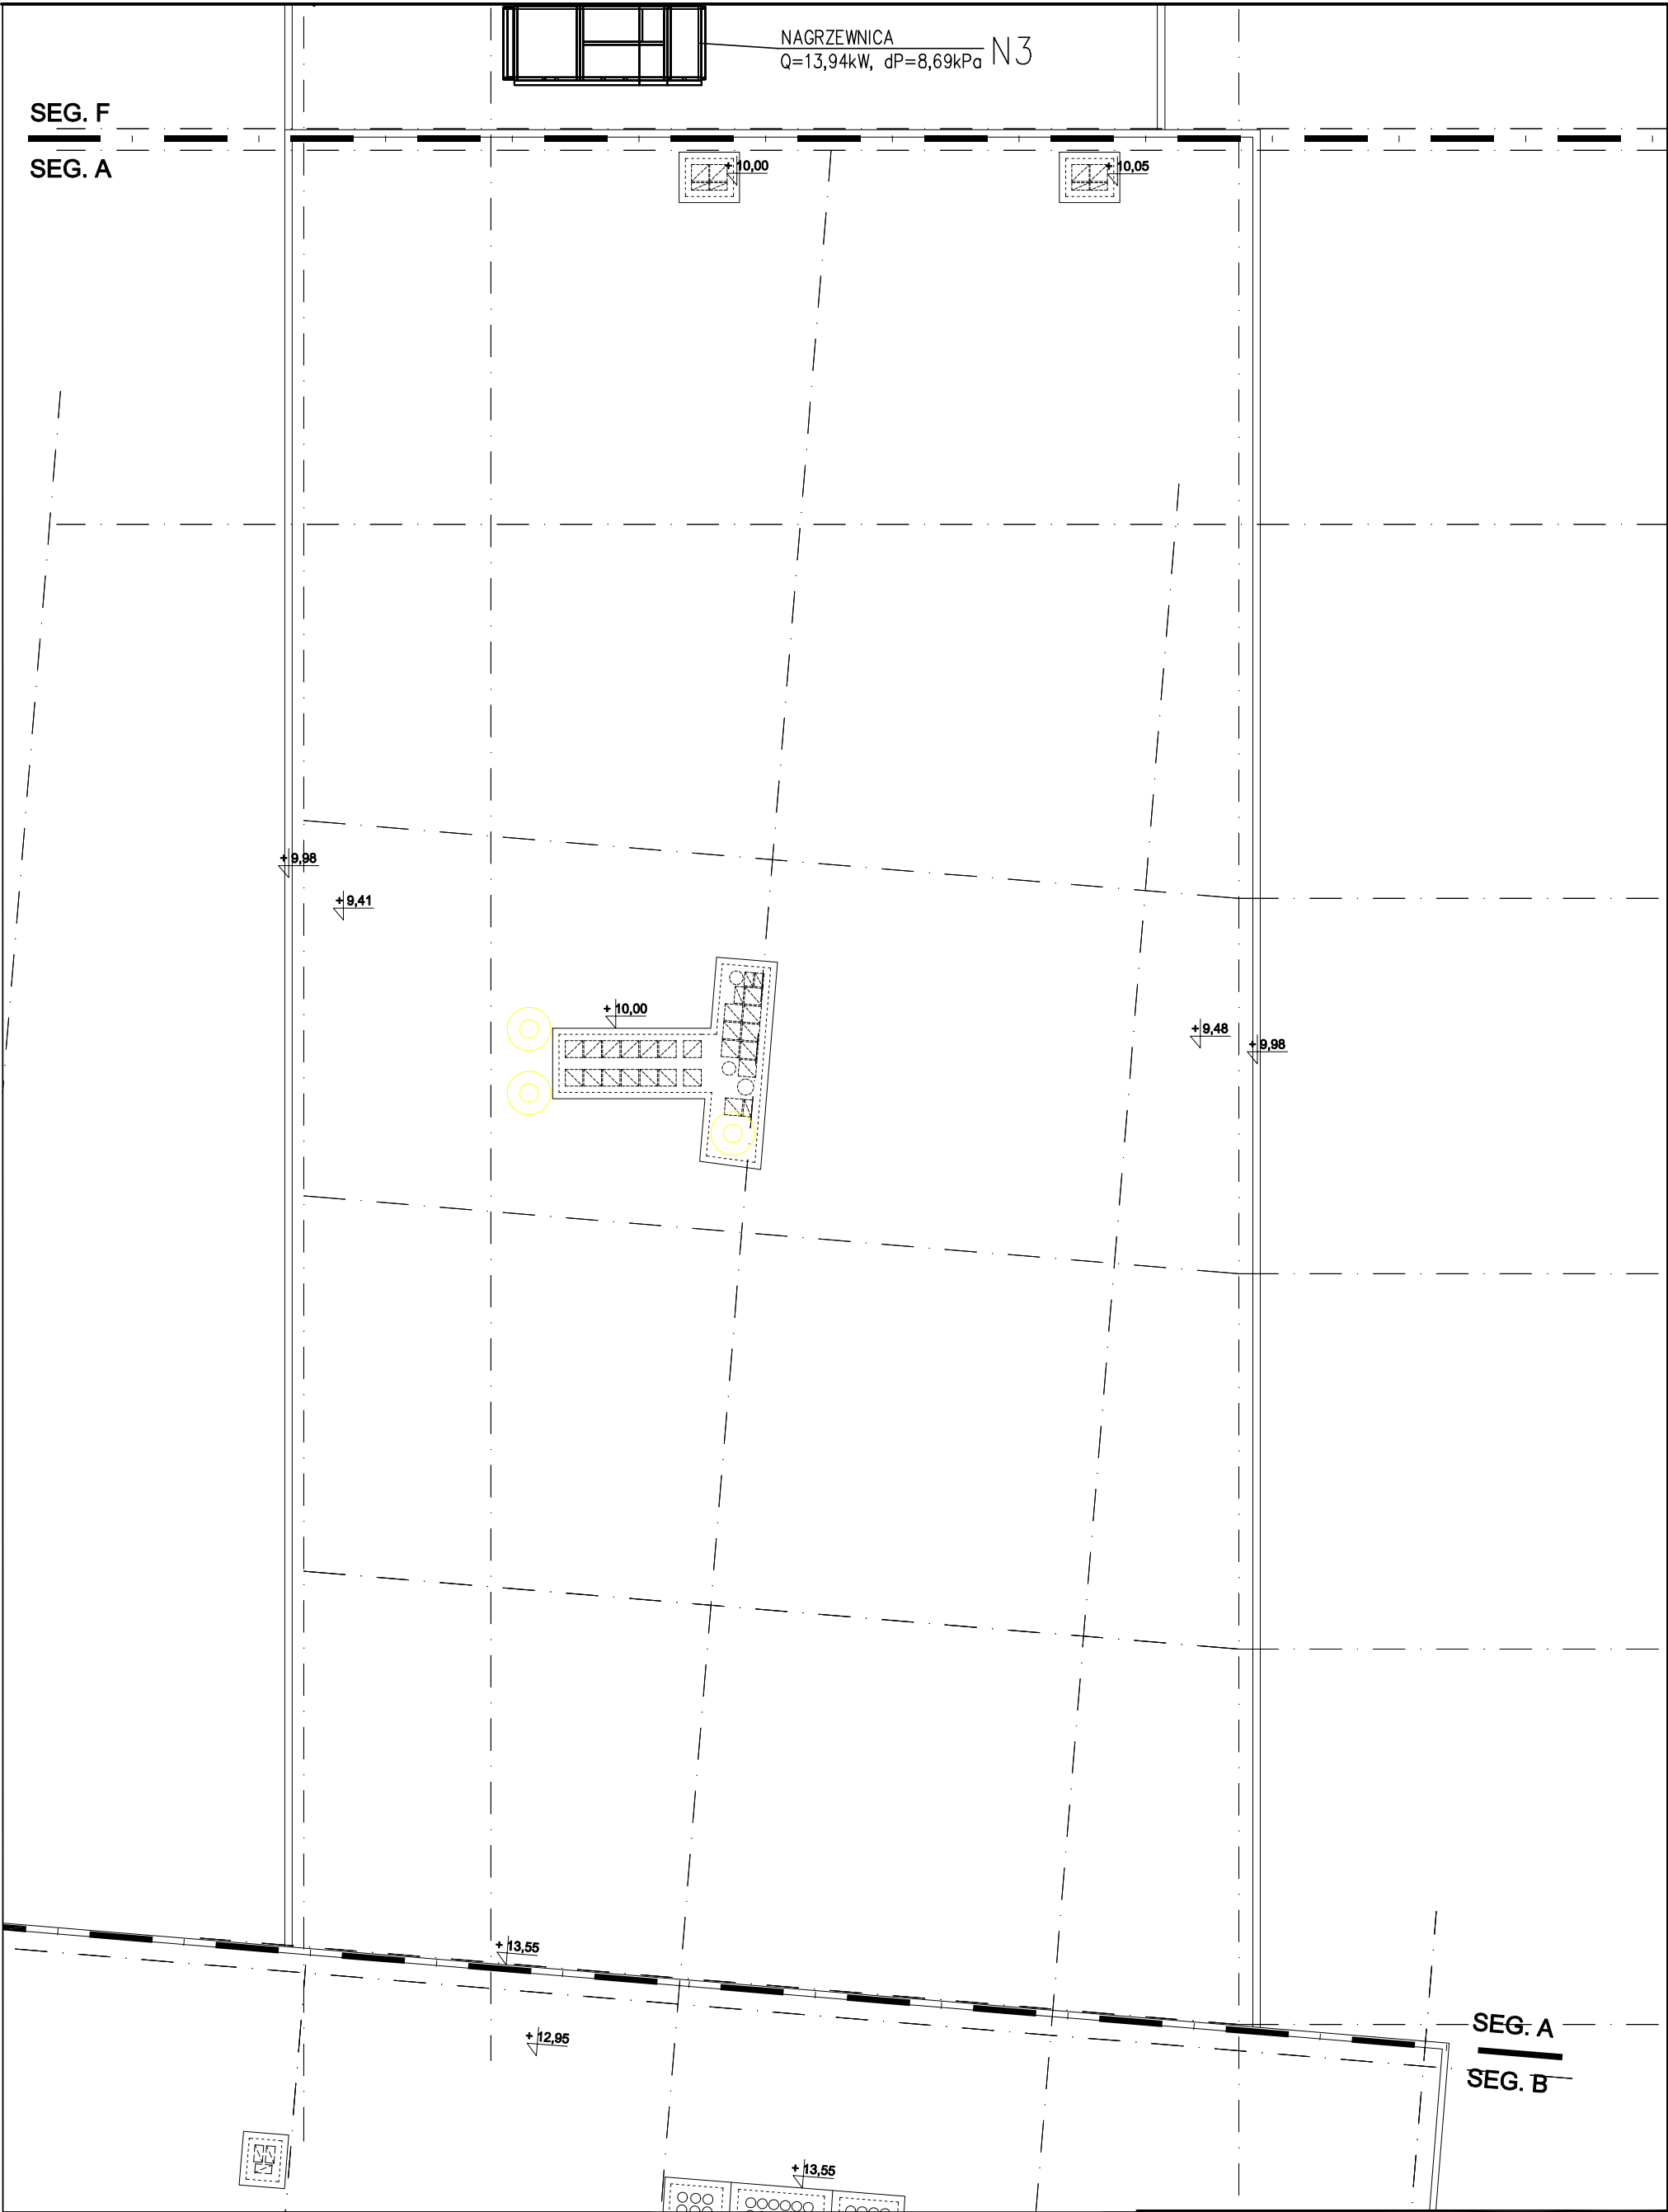 NAGRZEWNICA
Q=13,94kW, dP=8,69kPa
N3
SEG. F
SEG. A
+ 10,00
+ 10,05
+ 9,98
+ 9,41
+ 10,00
+ 9,48
+ 9,98
+ 13,55
+ 12,95
SEG. A
SEG. B
+ 13,55